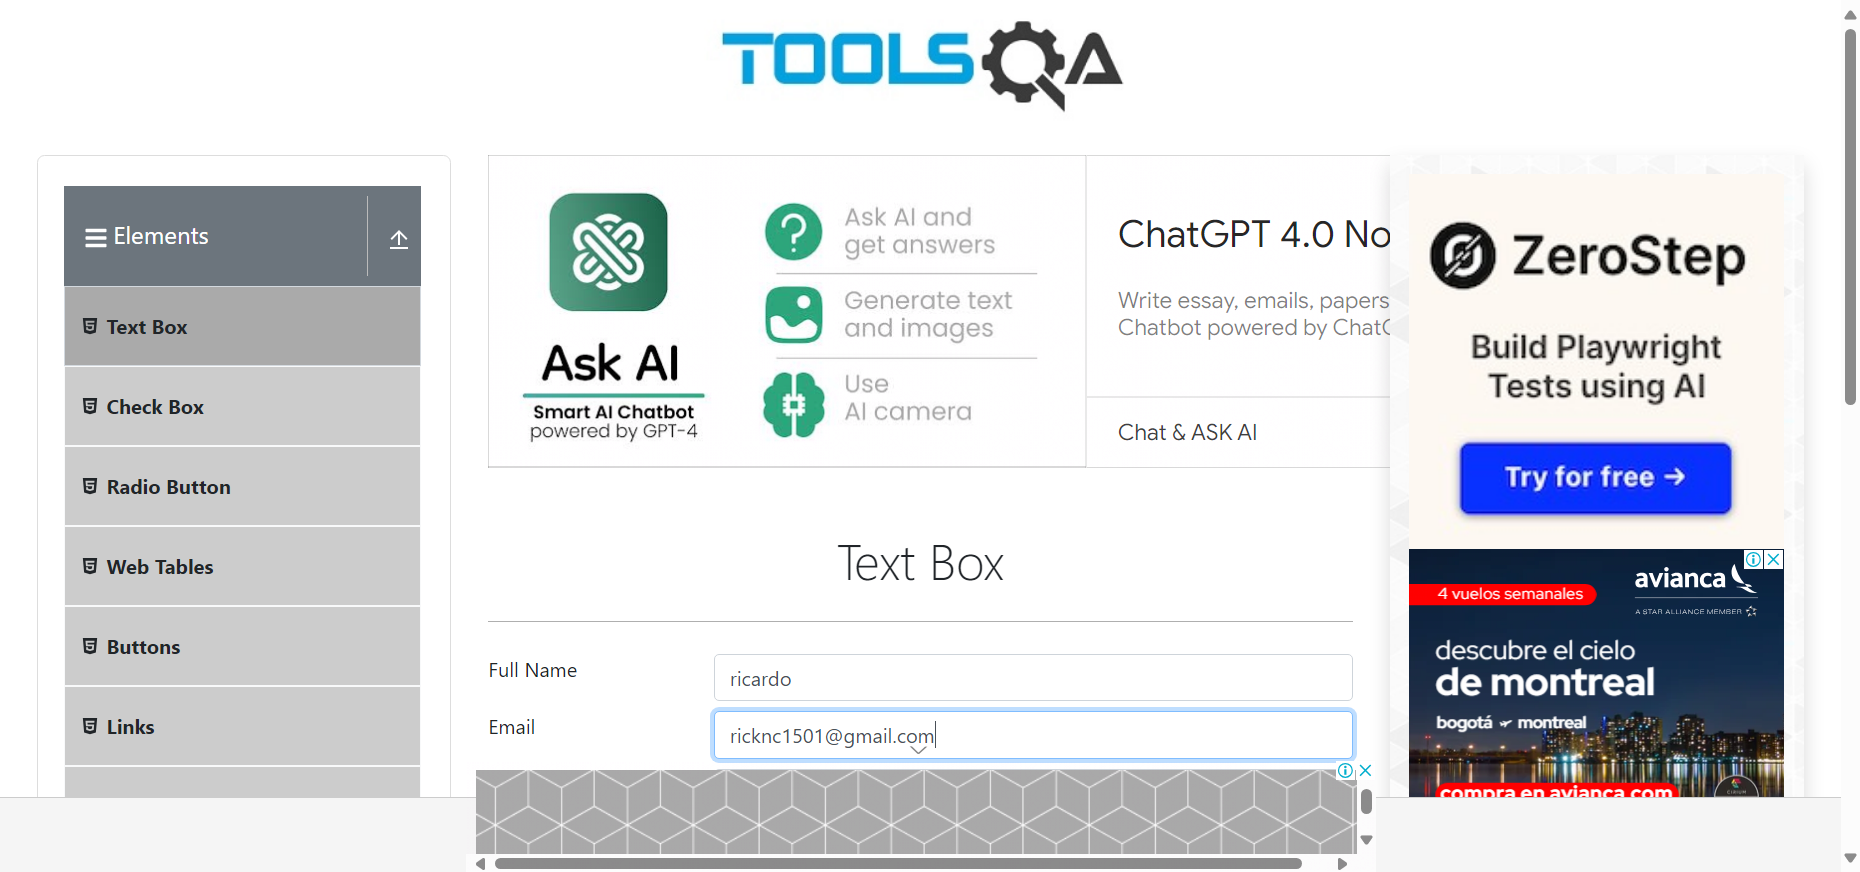 TOOLSQA
Elements
Text Box
Check Box
Radio Button
Web Tables
Buttons
Links
Ask AI
Smart AI Chatbot
powered by GPT-4
Ask AI and
get answers
Generate text
and images
Use
AI camera
ChatGPT 4.0 No
Write essay, emails, papers
Chatbot powered by Chat
Chat & ASK AI
Text Box
Full Name
ricardo
Email
ricknc1501@gmail.com
ZeroStep
Build Playwright
Tests using AI
Try for free →
4 vuelos semanales
avianca
A STAR ALLIANCE MEMBER
descubre el cielo
de montreal
bogotá montreal
compra en avianca.com
CIRIUM